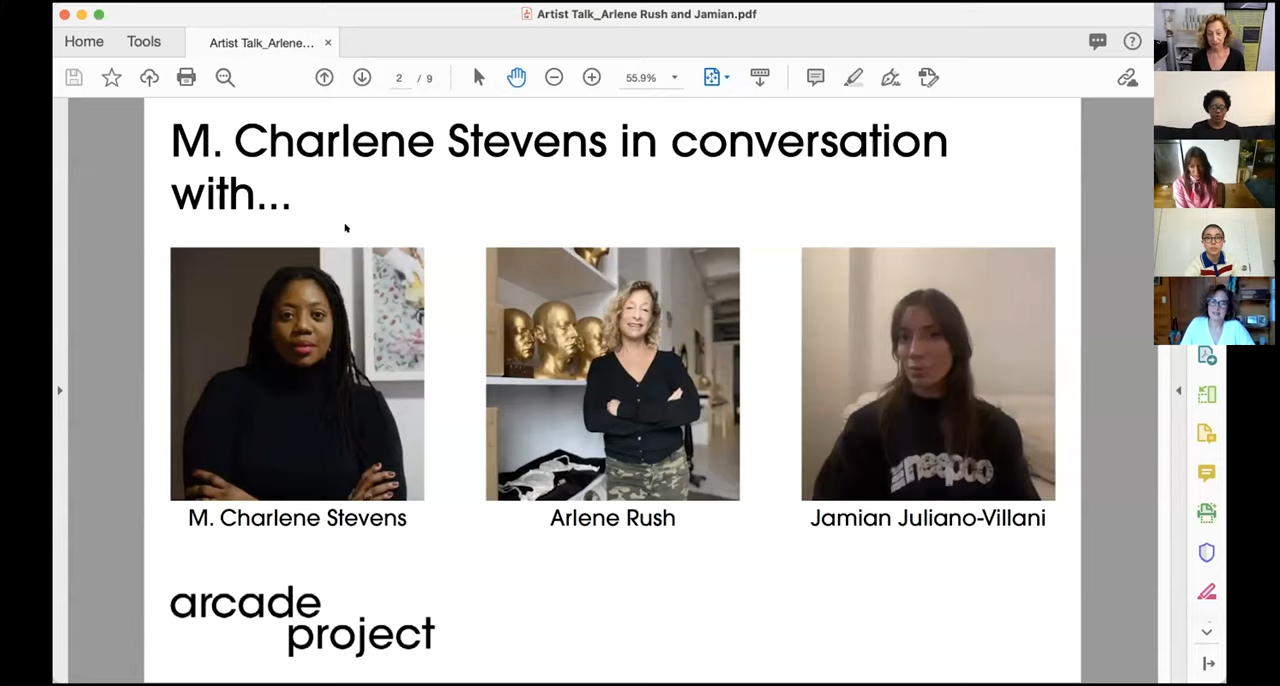 Artist Talk_Arlene Rush and Jamian.pdf
Home Tools Artist Talk_Arlene... ×
2 / 9 55.9%
M. Charlene Stevens in conversation
with...
M. Charlene Stevens Arlene Rush Jamian Juliano-Villani
arcade
project